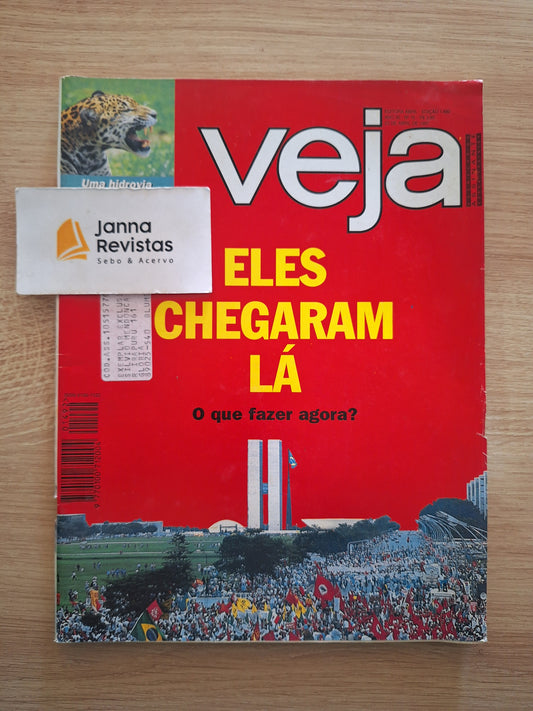 veja
Uma hidrovia
Janna
Revistas
Sebo & Acervo
ELES
CHEGARAM
LÁ
O que fazer agora?